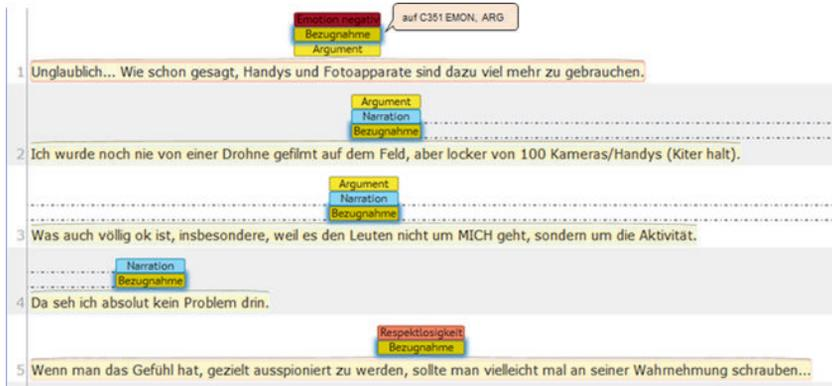 Emotion negativ
auf C351 EMON, ARG
Bezugnahme
Argument
1 Unglaublich... Wie schon gesagt, Handys und Fotoapparate sind dazu viel mehr zu gebrauchen.
Argument
Narration
Bezugnahme
2 Ich wurde noch nie von einer Drohne gefilmt auf dem Feld, aber locker von 100 Kameras/Handys (Kiter halt).
Argument
Narration
Bezugnahme
3 Was auch völlig ok ist, insbesondere, weil es den Leuten nicht um MICH geht, sondern um die Aktivität.
Narration
Bezugnahme
4 Da seh ich absolut kein Problem drin.
Respektlosigkeit
Bezugnahme
5 Wenn man das Gefühl hat, gezielt ausspioniert zu werden, sollte man vielleicht mal an seiner Wahrnehmung schrauben...